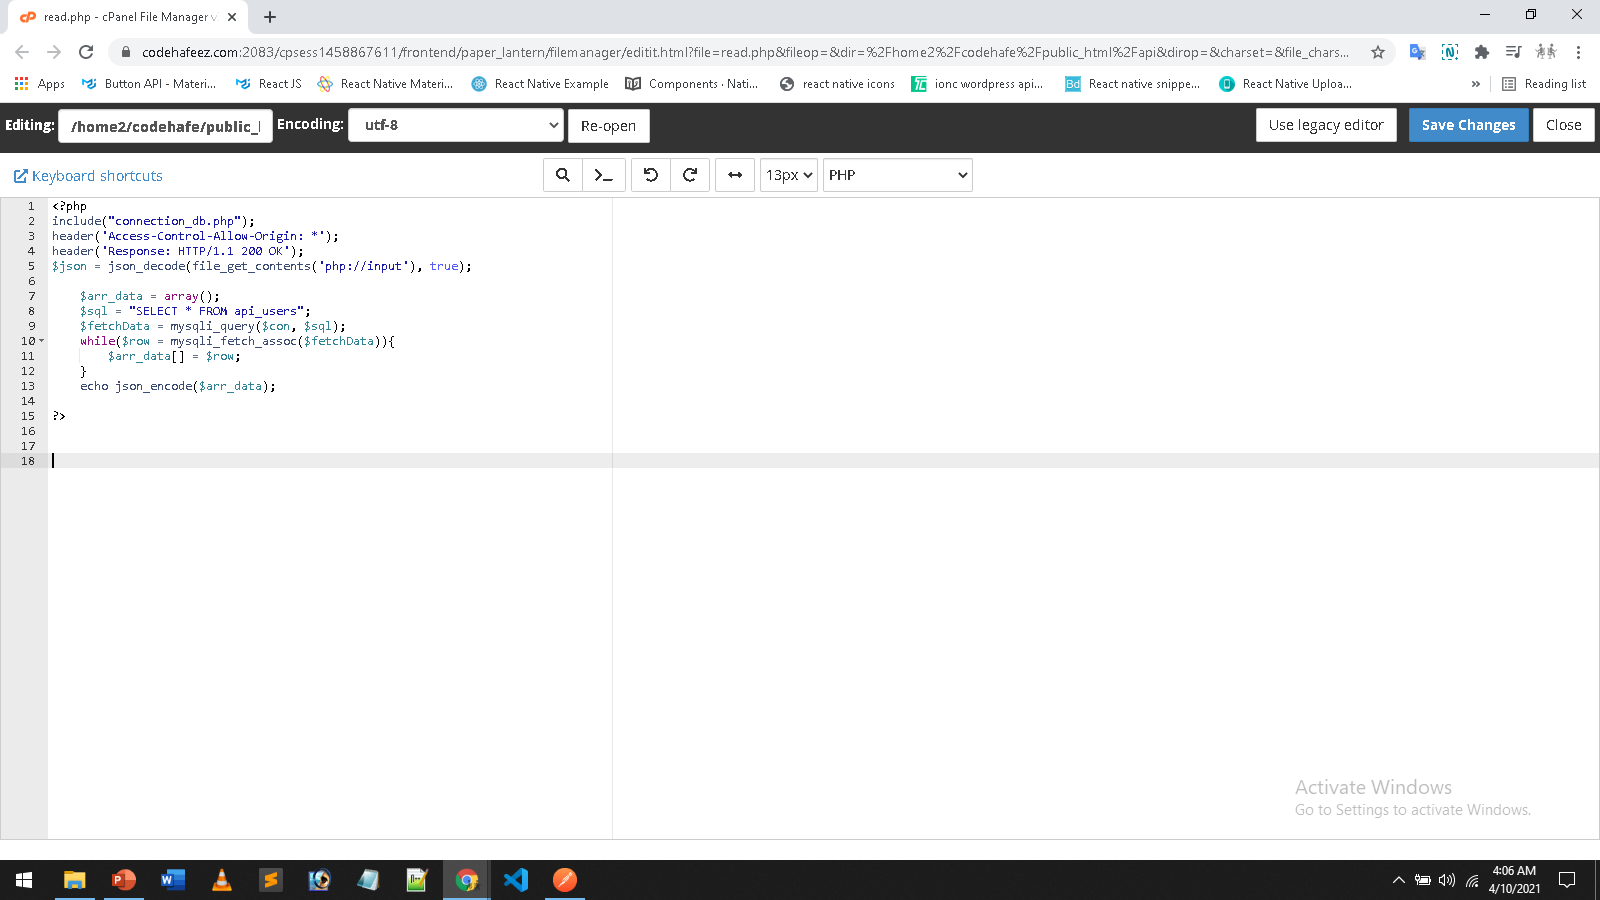 read.php - cPanel File Manager v
codehafeez.com:2083/cpsess1458867611/frontend/paper_lantern/filemanager/editit.html?file=read.php&fileop=&dir=%2Fhome2%2Fcodehafe%2Fpublic_html%2Fapi&dirop=&charset=&file_chars...
Apps Button API - Materi... React JS React Native Materi... React Native Example Components · Nati... react native icons ionc wordpress api... Bd React native snippe... React Native Uploa... » Reading list
Editing: /home2/codehafe/public_ Encoding: utf-8 Re-open Use legacy editor Save Changes Close
Keyboard shortcuts 13px PHP
1 <?php
2 include("connection_db.php");
3 header('Access-Control-Allow-Origin: *');
4 header('Response: HTTP/1.1 200 OK');
5 $json = json_decode(file_get_contents('php://input'), true);
6
7 $arr_data = array();
8 $sql = "SELECT * FROM api_users";
9 $fetchData = mysqli_query($con, $sql);
10 while($row = mysqli_fetch_assoc($fetchData)){
11 $arr_data[] = $row;
12 }
13 echo json_encode($arr_data);
14
15 ?>
16
17
18
Activate Windows
Go to Settings to activate Windows.
4:06 AM
4/10/2021